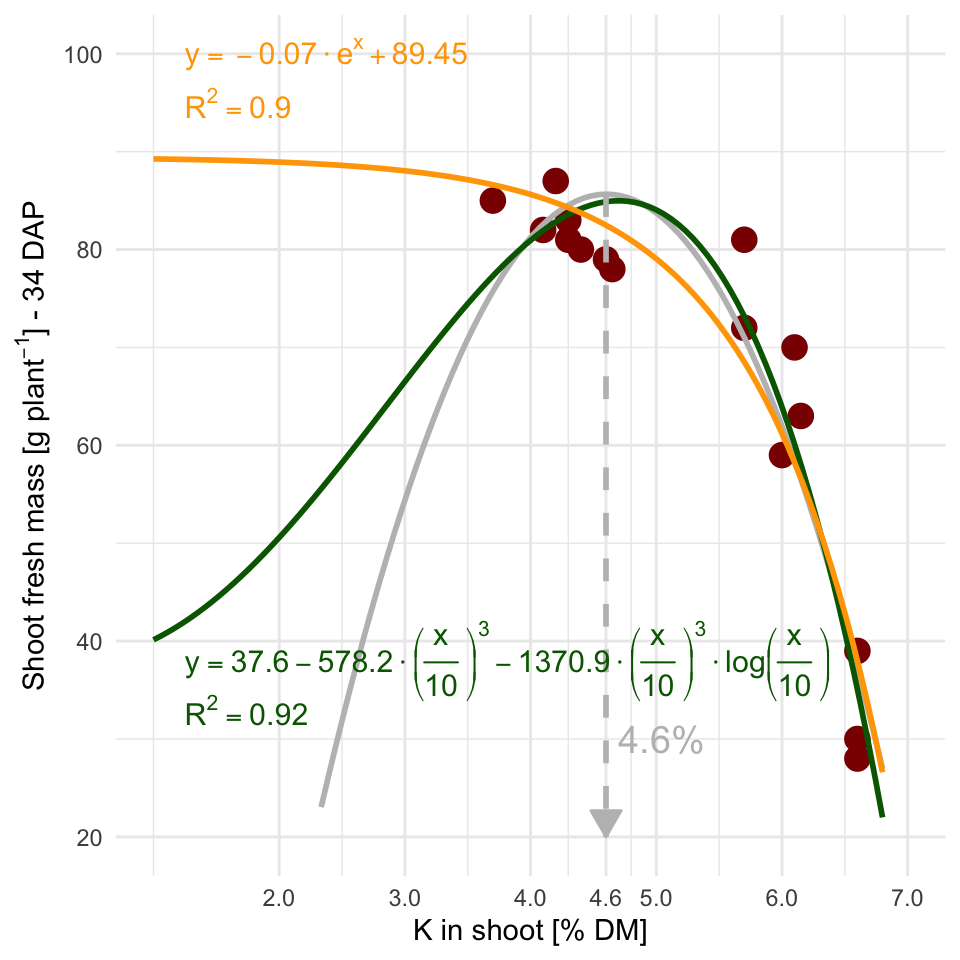 100
y = − 0.07 · e^x + 89.45
R² = 0.9
80
60
40
20
Shoot fresh mass [g plant⁻¹] - 34 DAP
y = 37.6 − 578.2 · (x/10)³ − 1370.9 · (x/10)³ · log(x/10)
R² = 0.92
4.6%
2.0 3.0 4.0 4.6 5.0 6.0 7.0
K in shoot [% DM]